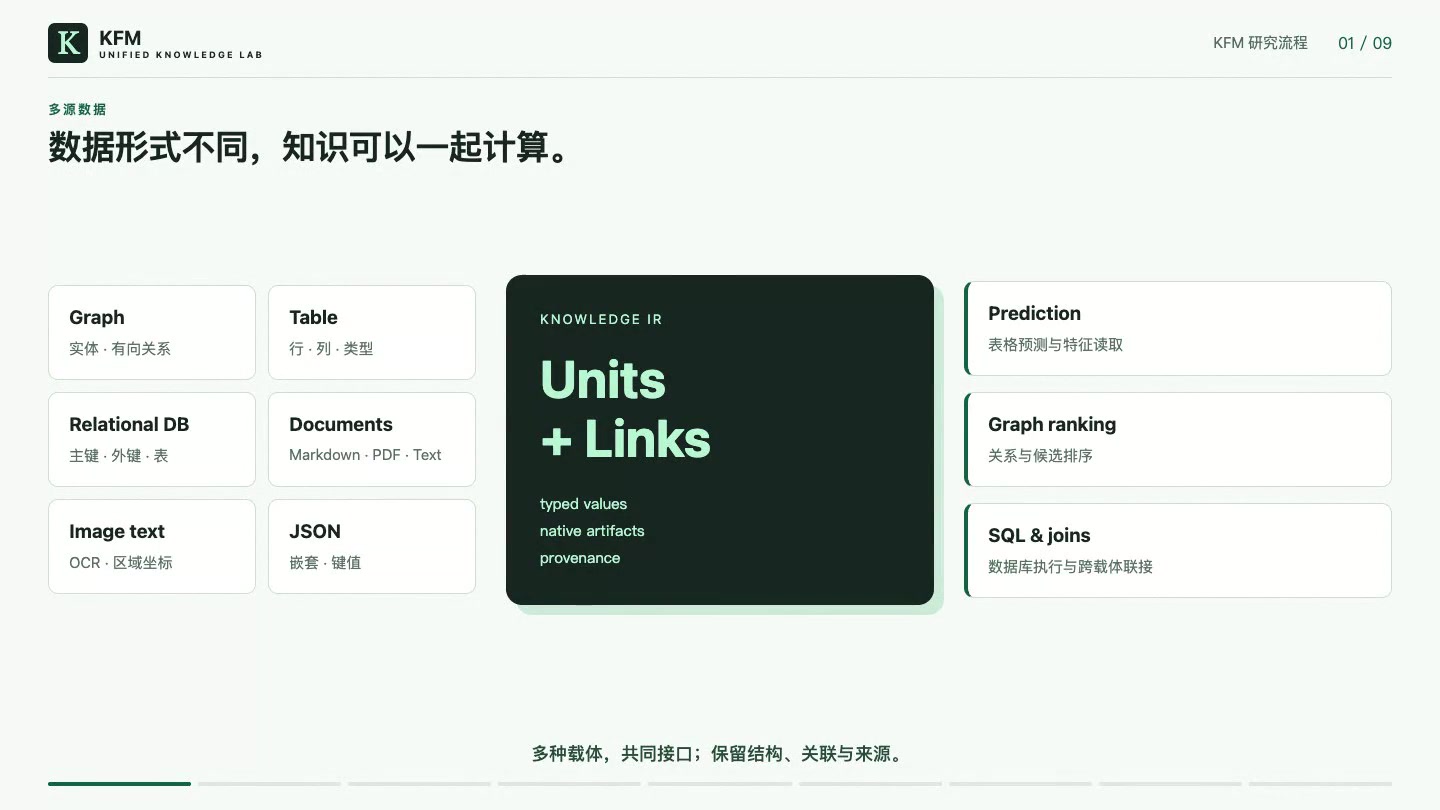 K
KFM
UNIFIED KNOWLEDGE LAB
KFM 研究流程
01 / 09
多源数据
数据形式不同，知识可以一起计算。
Graph
实体 · 有向关系
Table
行 · 列 · 类型
Relational DB
主键 · 外键 · 表
Documents
Markdown · PDF · Text
Image text
OCR · 区域坐标
JSON
嵌套 · 键值
KNOWLEDGE IR
Units
+ Links
typed values
native artifacts
provenance
Prediction
表格预测与特征读取
Graph ranking
关系与候选排序
SQL & joins
数据库执行与跨载体联接
多种载体，共同接口；保留结构、关联与来源。